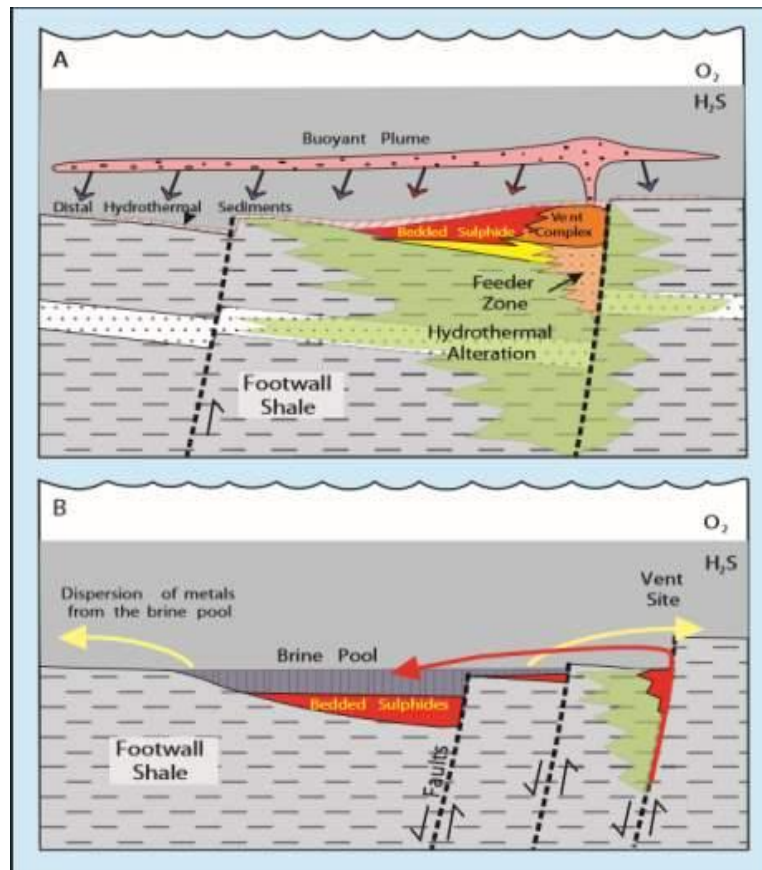 A
O₂
H₂S
Buoyant Plume
Distal Hydrothermal Sediments
Bedded Sulphide
Vent
Complex
Feeder
Zone
Hydrothermal
Alteration
Footwall
Shale
B
O₂
H₂S
Dispersion of metals
from the brine pool
Vent
Site
Brine Pool
Bedded Sulphides
Footwall
Shale
Faults